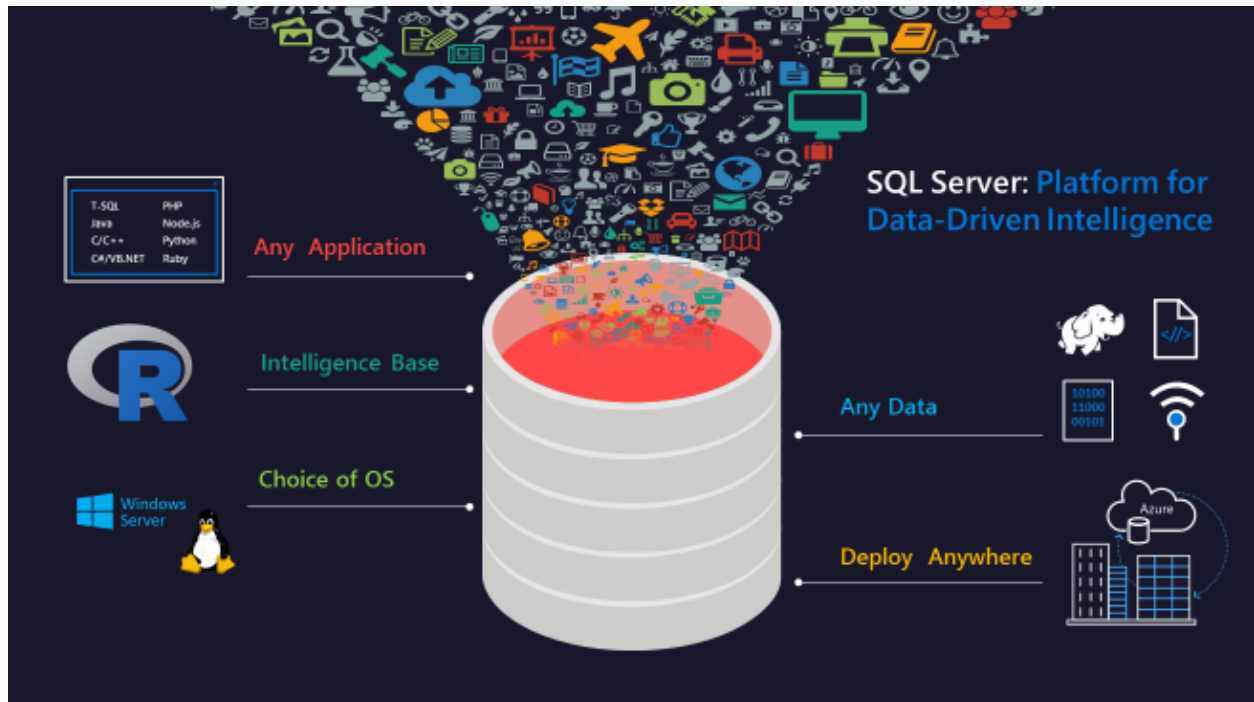 SQL Server: Platform for
Data-Driven Intelligence
T-SQL PHP
Java Node.js
C/C++ Python
C#/VB.NET Ruby
Any Application
R
Intelligence Base
Windows
Server
Choice of OS
</>
10100
11000
00101
Any Data
Azure
Deploy Anywhere